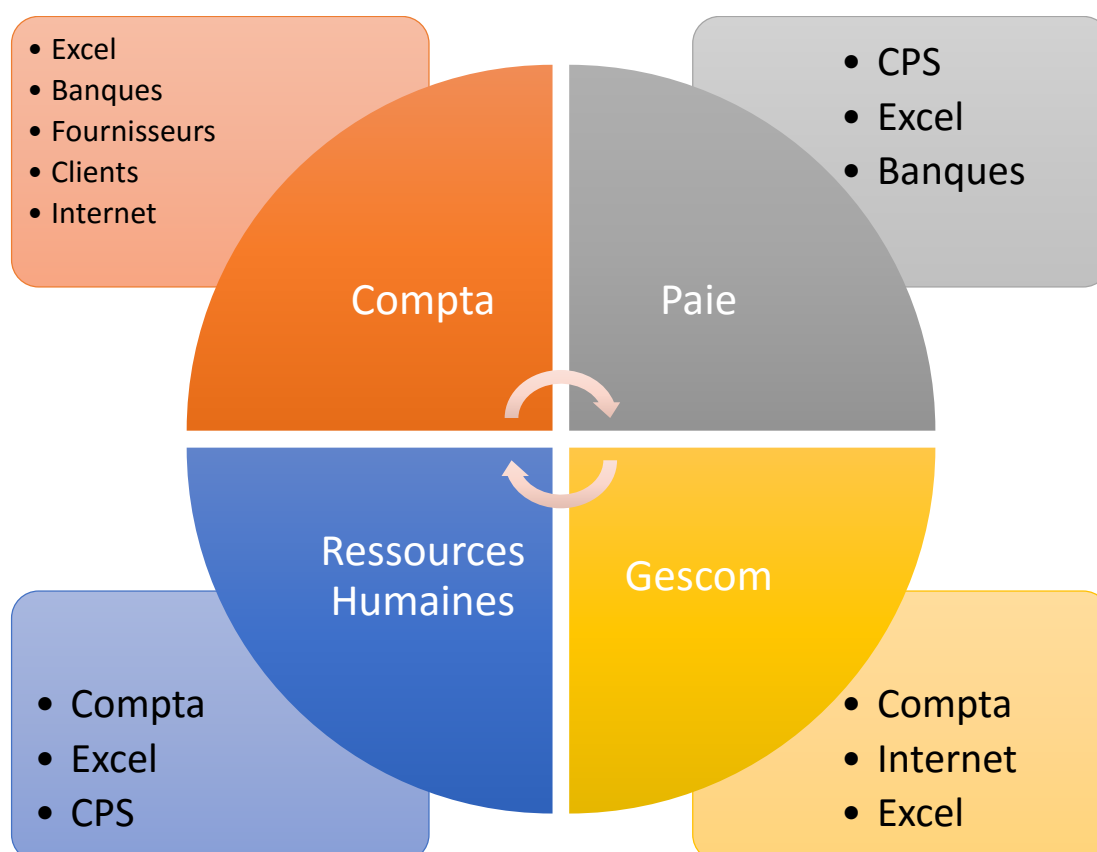 • Excel
• Banques
• Fournisseurs
• Clients
• Internet
• CPS
• Excel
• Banques
Compta
Paie
Ressources
Humaines
Gescom
• Compta
• Excel
• CPS
• Compta
• Internet
• Excel